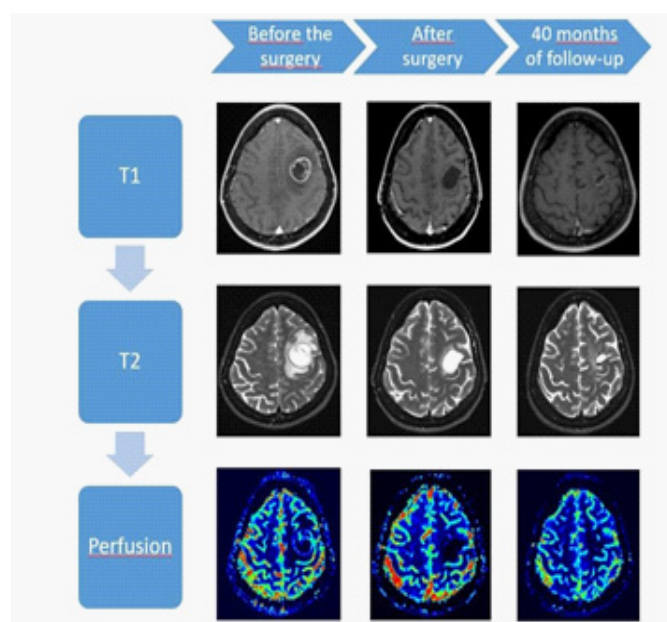 Before the
surgery
After
surgery
40 months
of follow-up
T1
T2
Perfusion